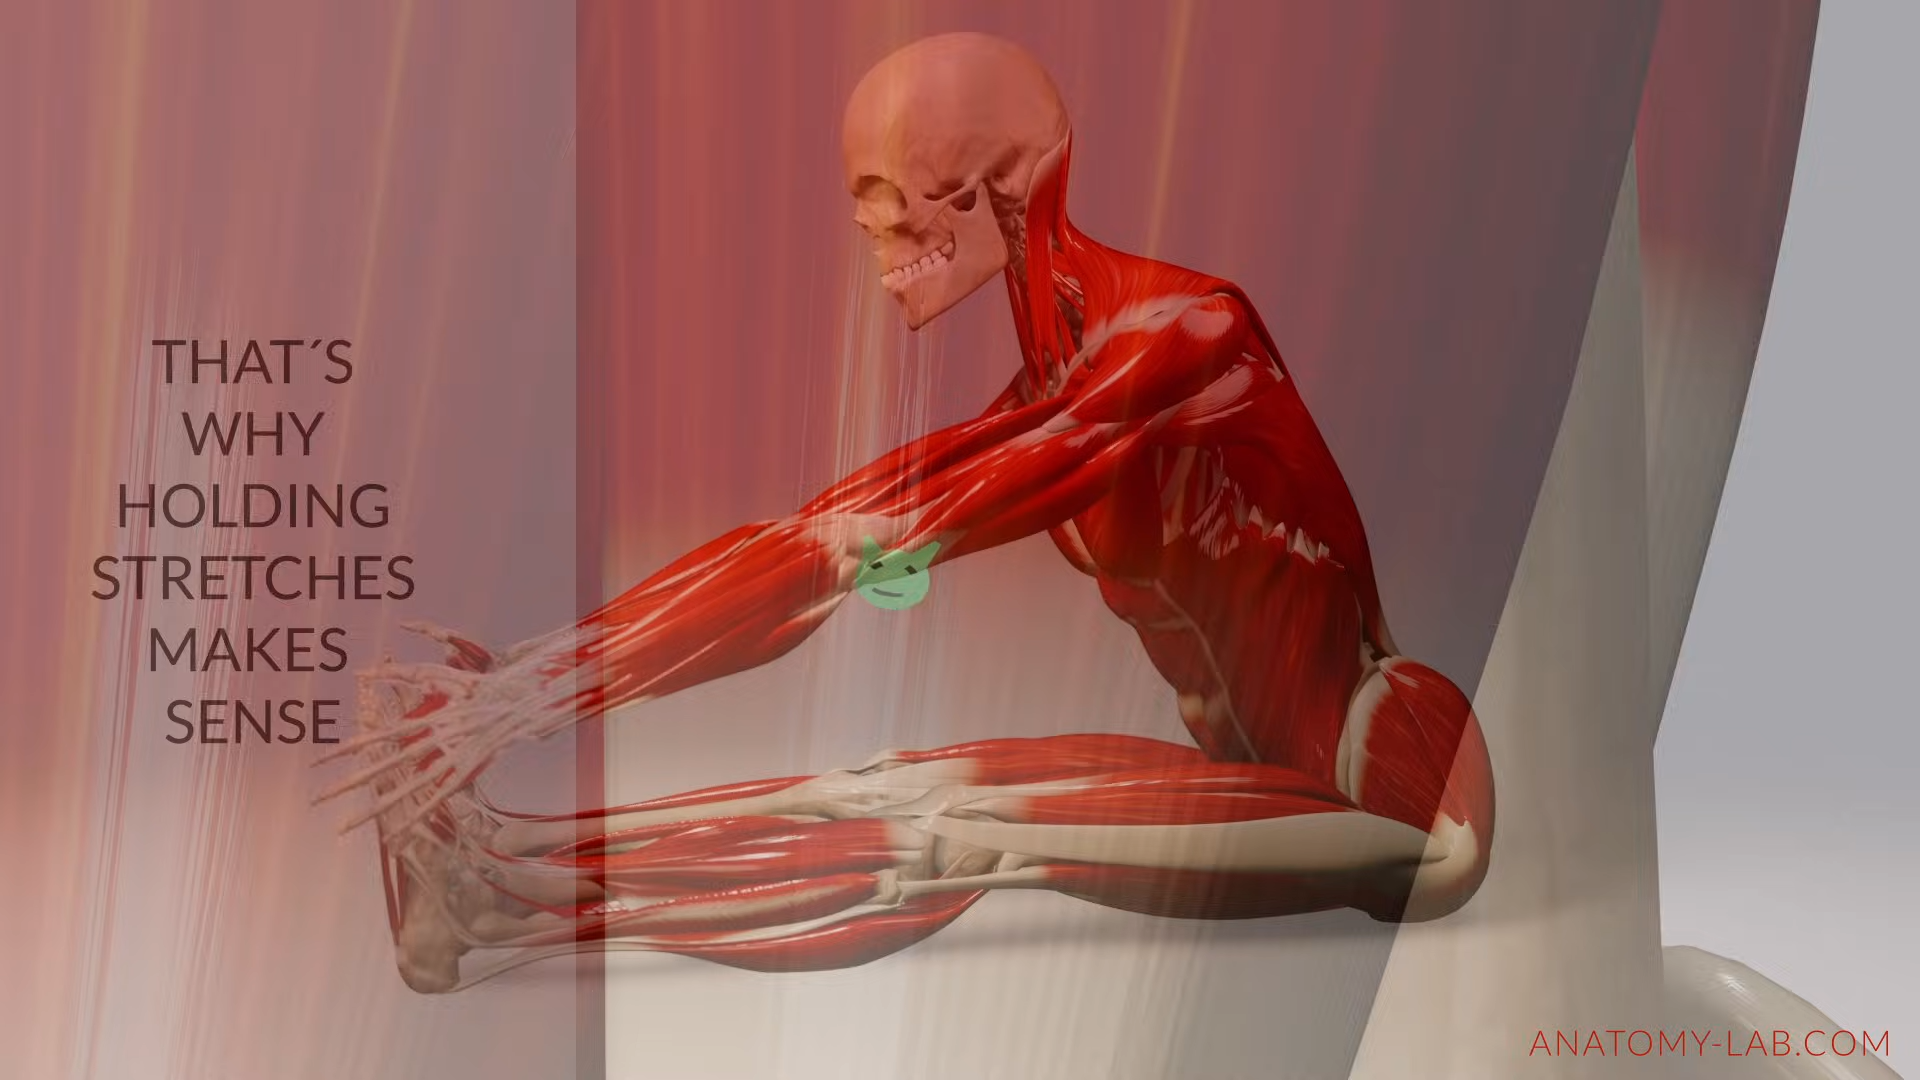 THAT´S
WHY
HOLDING
STRETCHES
MAKES
SENSE
ANATOMY-LAB.COM